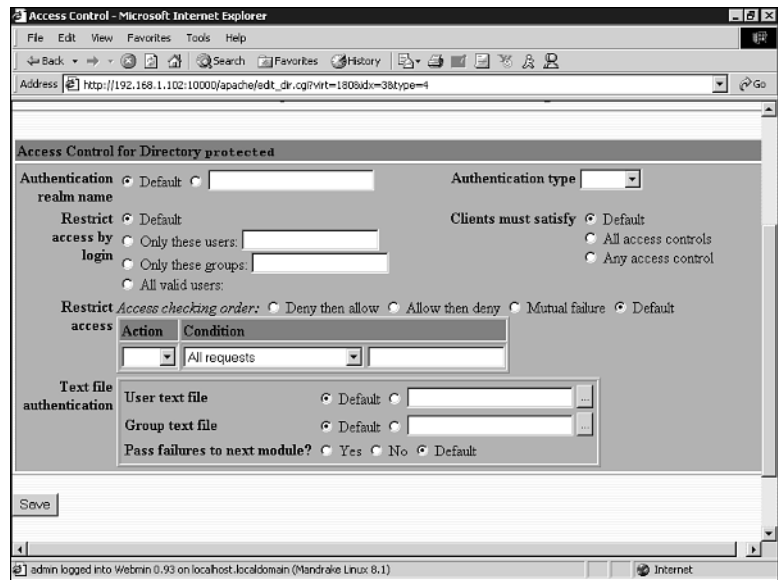 Access Control - Microsoft Internet Explorer
File Edit View Favorites Tools Help
Back Search Favorites History
Address http://192.168.1.102:10000/apache/edit_dir.cgi?virt=180&idx=3&type=4 Go
Access Control for Directory protected
Authentication realm name Default Authentication type
Restrict access by login Default Clients must satisfy Default
Only these users: All access controls
Only these groups: Any access control
All valid users:
Restrict access Access checking order: Deny then allow Allow then deny Mutual failure Default
Action Condition
All requests
Text file authentication User text file Default ...
Group text file Default ...
Pass failures to next module? Yes No Default
Save
admin logged into Webmin 0.93 on localhost.localdomain (Mandrake Linux 8.1) Internet